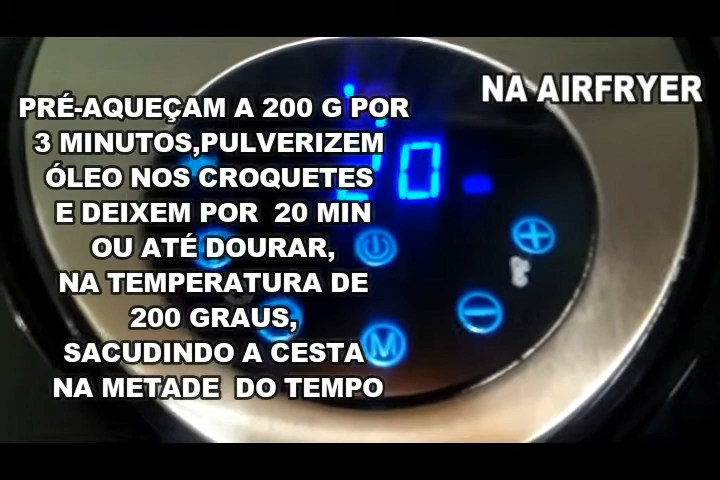 NA AIRFRYER
PRÉ-AQUEÇAM A 200 G POR
3 MINUTOS,PULVERIZEM
ÓLEO NOS CROQUETES
E DEIXEM POR 20 MIN
OU ATÉ DOURAR,
NA TEMPERATURA DE
200 GRAUS,
SACUDINDO A CESTA
NA METADE DO TEMPO
0
M